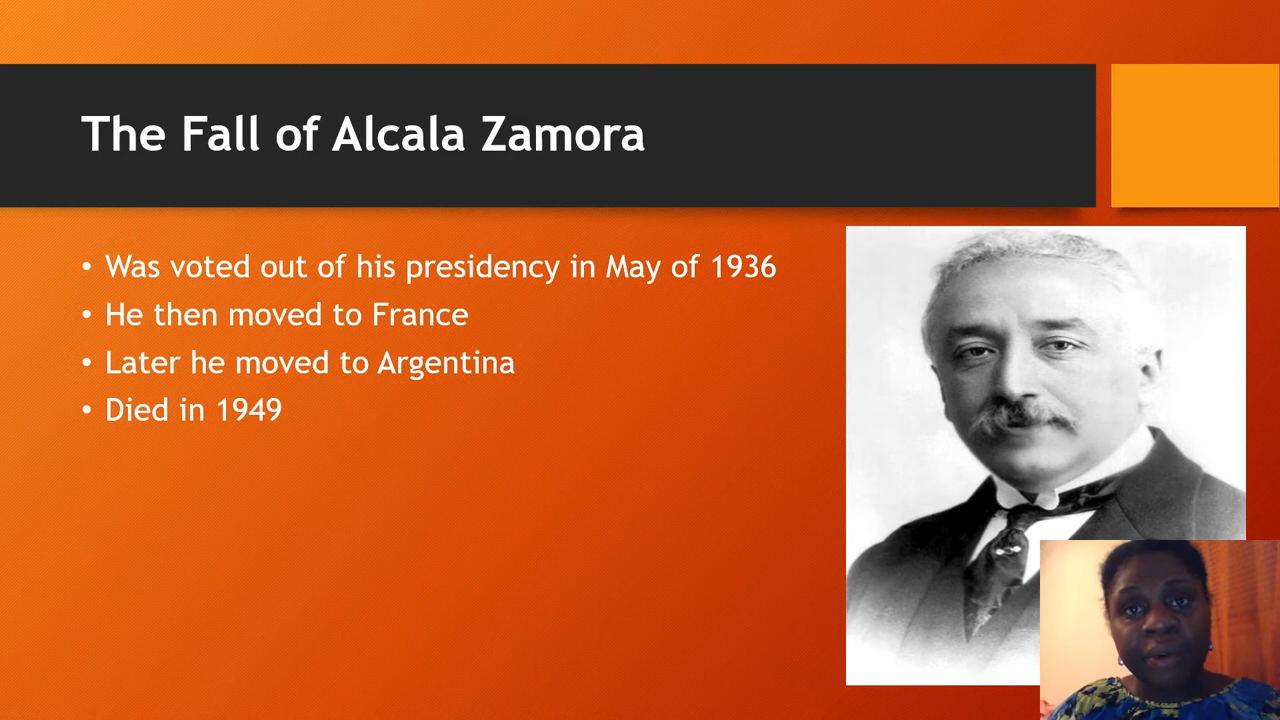 The Fall of Alcala Zamora
• Was voted out of his presidency in May of 1936
• He then moved to France
• Later he moved to Argentina
• Died in 1949